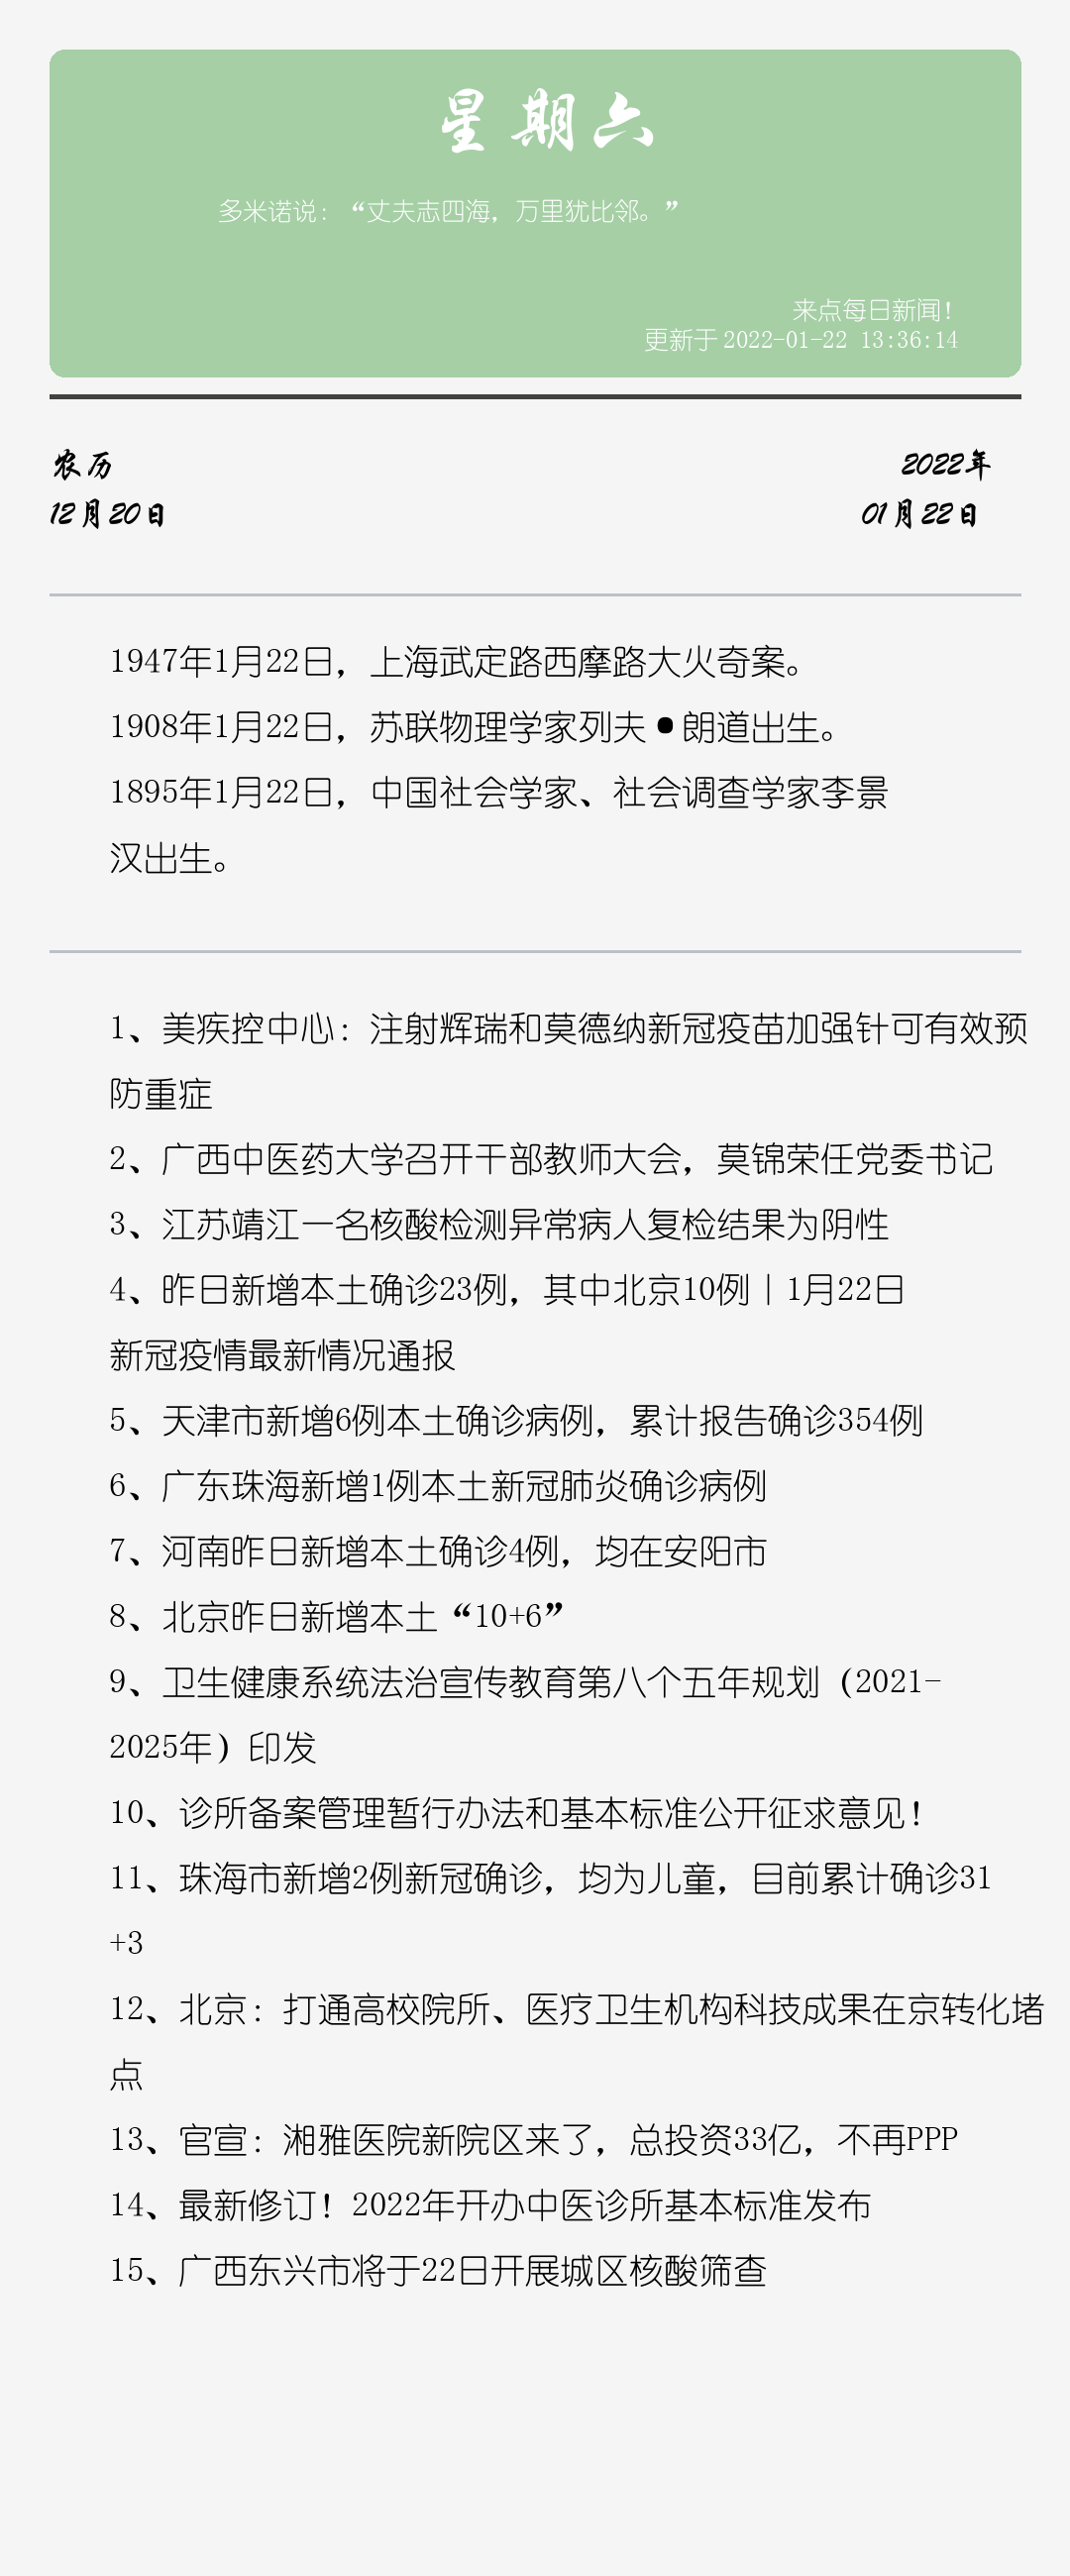 星期六
多米诺说：“丈夫志四海，万里犹比邻。”
来点每日新闻！
更新于 2022-01-22 13:36:14
农历
2022年
12月20日
01月22日
1947年1月22日，上海武定路西摩路大火奇案。
1908年1月22日，苏联物理学家列夫•朗道出生。
1895年1月22日，中国社会学家、社会调查学家李景
汉出生。
1、美疾控中心：注射辉瑞和莫德纳新冠疫苗加强针可有效预
防重症
2、广西中医药大学召开干部教师大会，莫锦荣任党委书记
3、江苏靖江一名核酸检测异常病人复检结果为阴性
4、昨日新增本土确诊23例，其中北京10例丨1月22日
新冠疫情最新情况通报
5、天津市新增6例本土确诊病例，累计报告确诊354例
6、广东珠海新增1例本土新冠肺炎确诊病例
7、河南昨日新增本土确诊4例，均在安阳市
8、北京昨日新增本土“10+6”
9、卫生健康系统法治宣传教育第八个五年规划（2021-
2025年）印发
10、诊所备案管理暂行办法和基本标准公开征求意见！
11、珠海市新增2例新冠确诊，均为儿童，目前累计确诊31
+3
12、北京：打通高校院所、医疗卫生机构科技成果在京转化堵
点
13、官宣：湘雅医院新院区来了，总投资33亿，不再PPP
14、最新修订！2022年开办中医诊所基本标准发布
15、广西东兴市将于22日开展城区核酸筛查